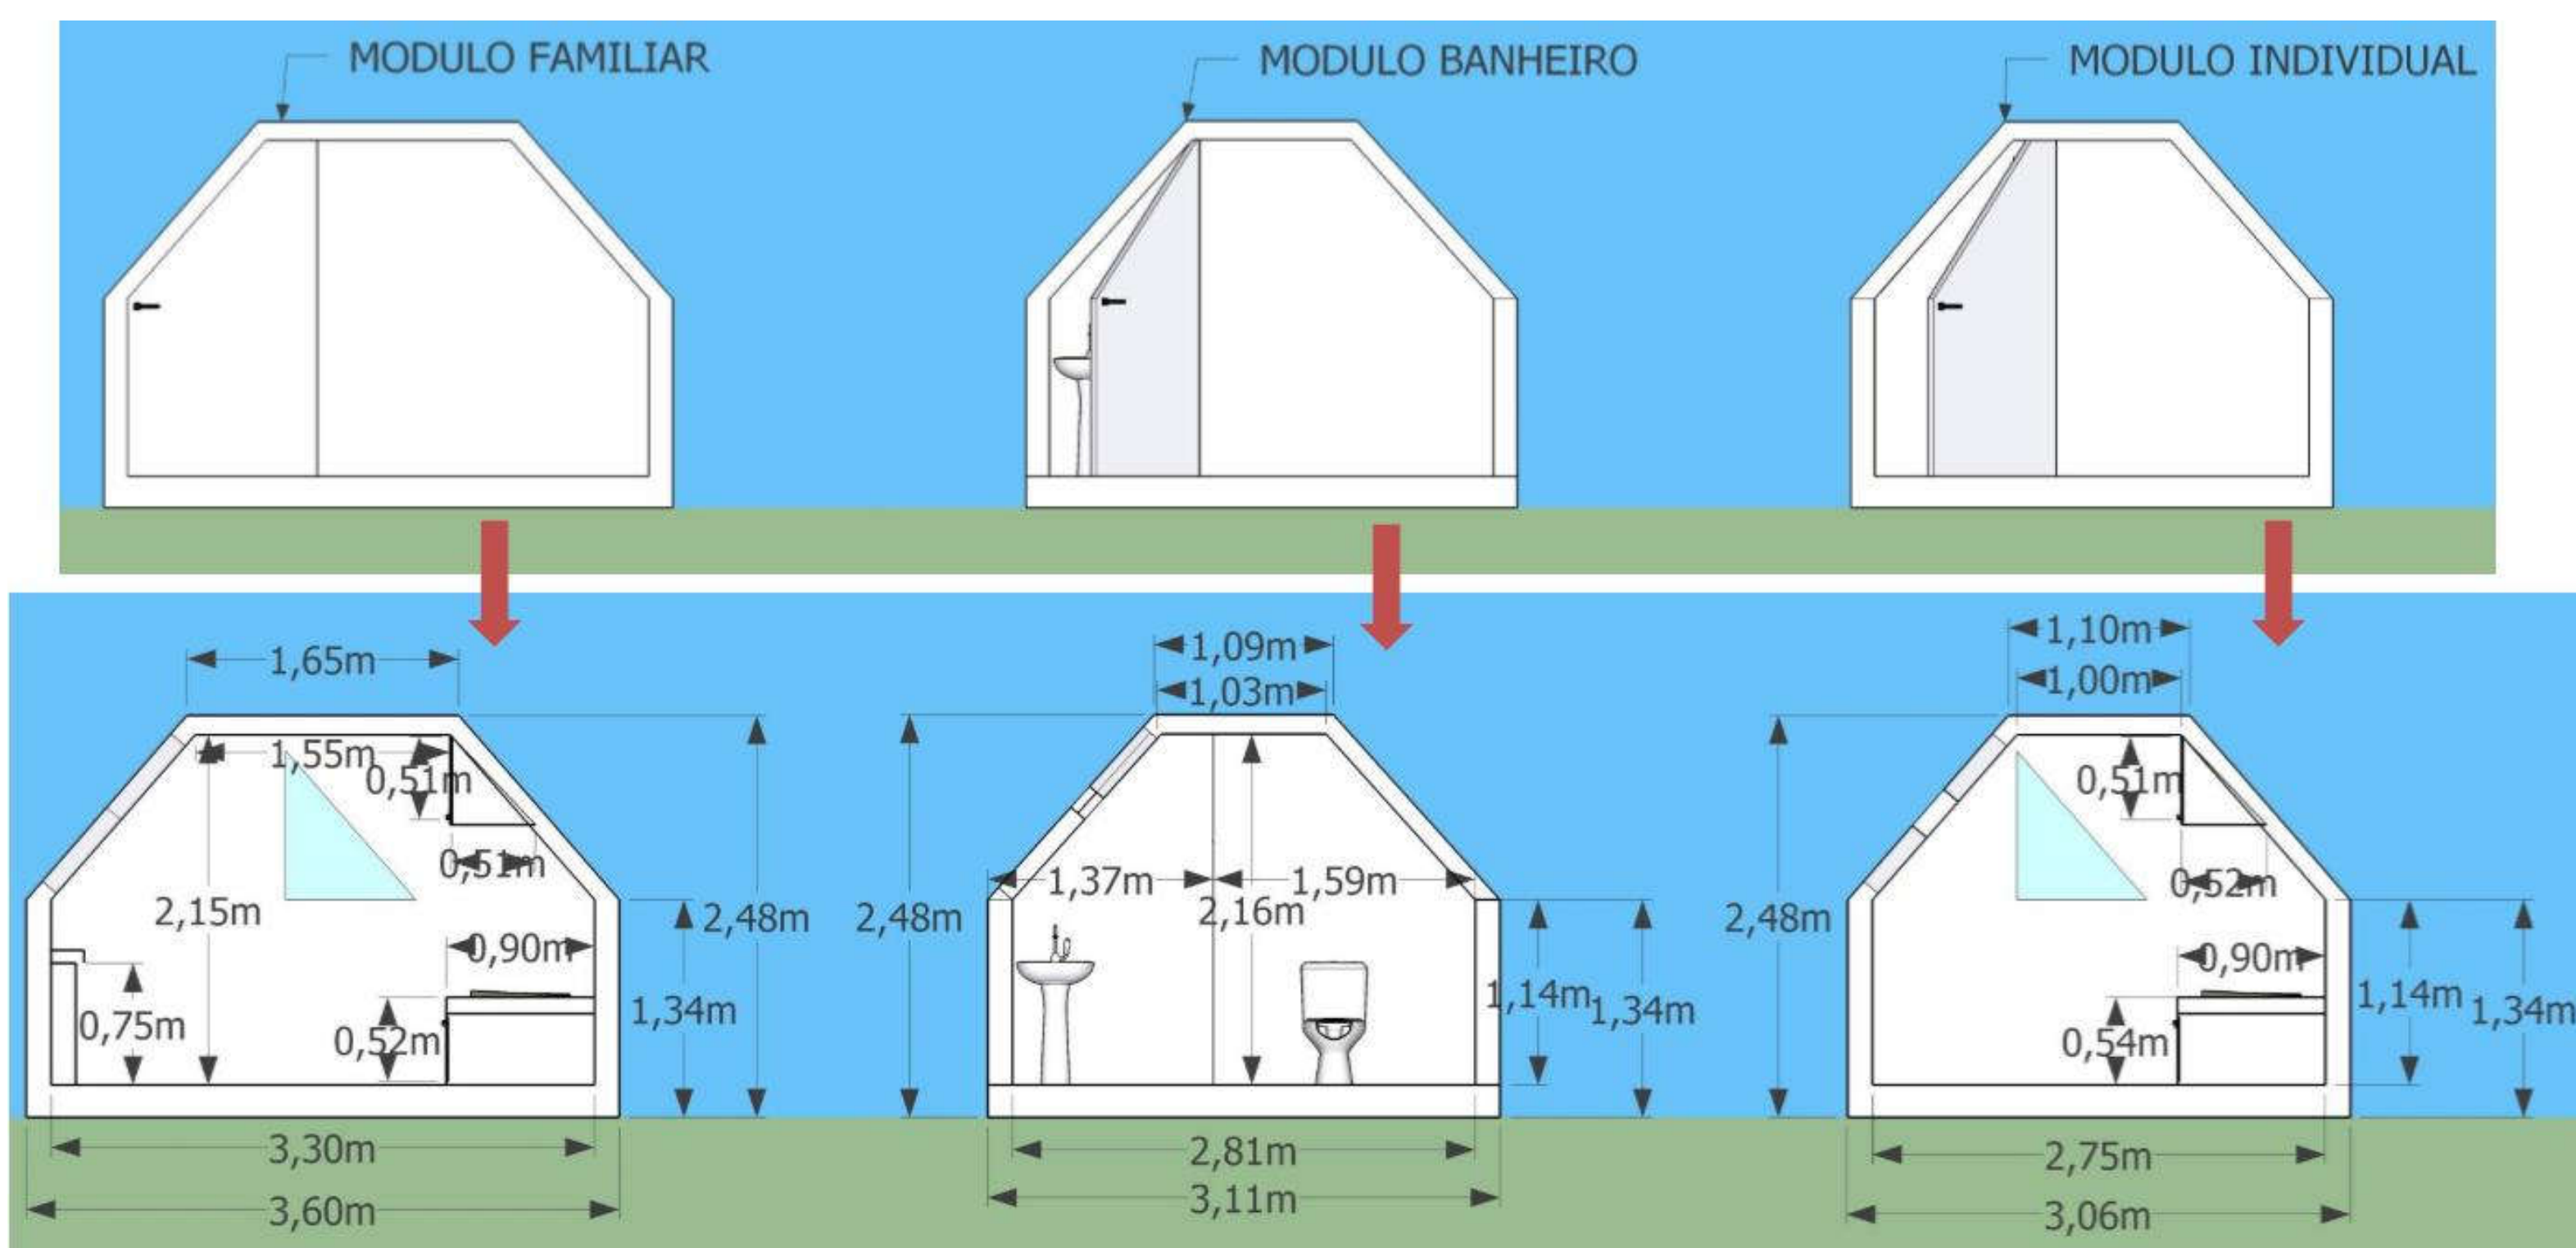 MODULO FAMILIAR
MODULO BANHEIRO
MODULO INDIVIDUAL
1,65m
1,55m
0,51m
0,51m
2,15m
0,90m
0,75m
0,52m
2,48m
1,34m
3,30m
3,60m
1,09m
1,03m
1,37m
1,59m
2,16m
2,48m
1,14m
1,34m
2,81m
3,11m
1,10m
1,00m
0,51m
0,52m
2,48m
0,90m
0,54m
1,14m
1,34m
2,75m
3,06m